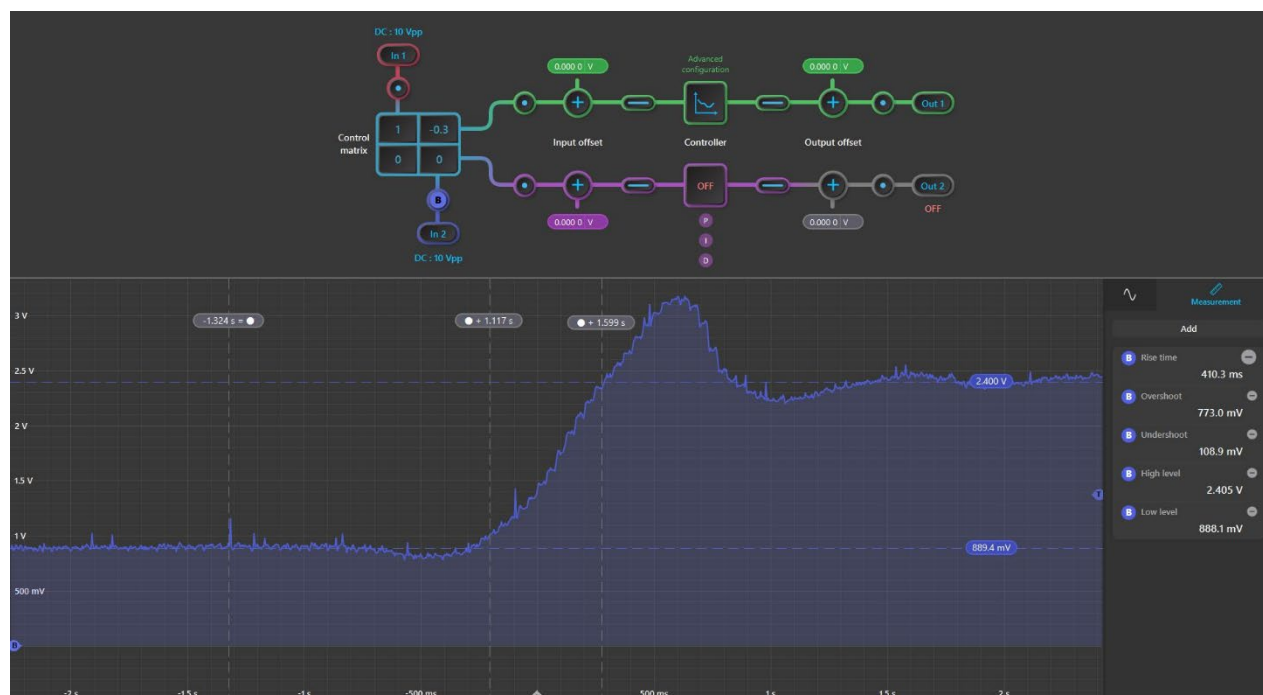 DC : 10 Vpp
In 1
Control
matrix
1 -0.3
0 0
B
In 2
DC : 10 Vpp
0.000 0 V
Advanced
configuration
0.000 0 V
Out 1
Input offset
Controller
Output offset
OFF
Out 2
OFF
0.000 0 V
0.000 0 V
P
I
D
3 V
2.5 V
2 V
1.5 V
1 V
500 mV
B
-1.324 s =
+ 1.117 s
+ 1.599 s
2.400 V
889.4 mV
T
-2 s
-1.5 s
-1 s
-500 ms
500 ms
1 s
1.5 s
2 s
Measurement
Add
B Rise time
410.3 ms
B Overshoot
773.0 mV
B Undershoot
108.9 mV
B High level
2.405 V
B Low level
888.1 mV